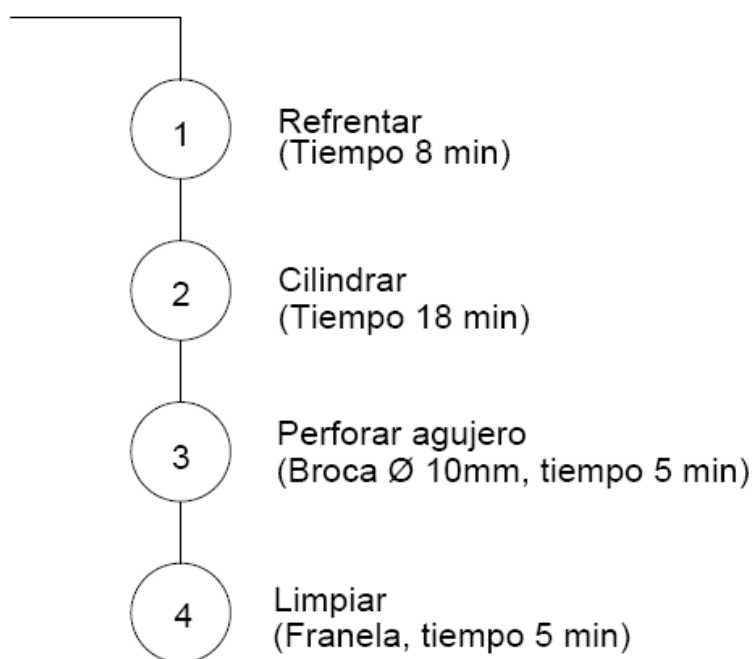 1
Refrentar
(Tiempo 8 min)
2
Cilindrar
(Tiempo 18 min)
3
Perforar agujero
(Broca Ø 10mm, tiempo 5 min)
4
Limpiar
(Franela, tiempo 5 min)